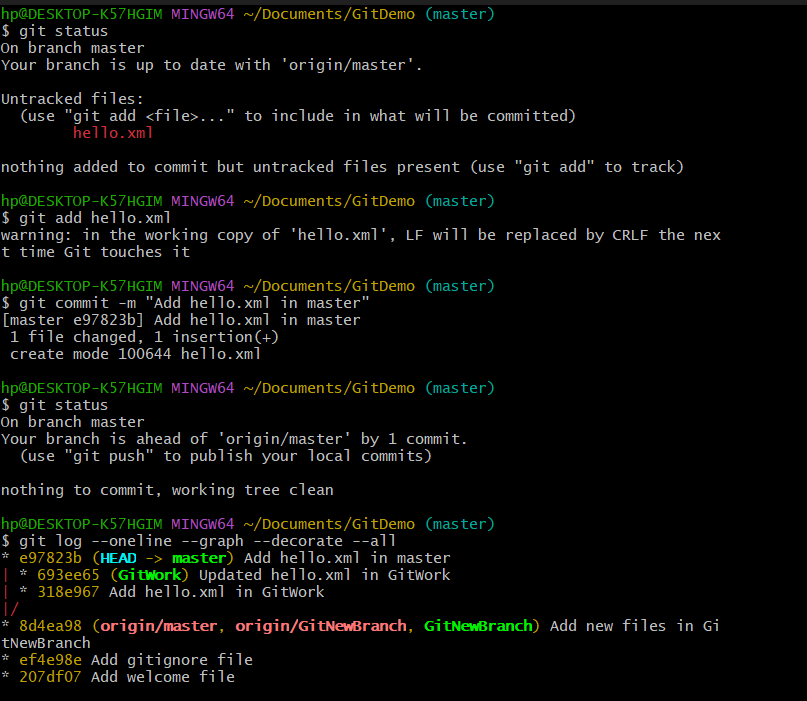 hp@DESKTOP-K57HGIM MINGW64 ~/Documents/GitDemo (master)
$ git status
On branch master
Your branch is up to date with 'origin/master'.

Untracked files:
  (use "git add <file>..." to include in what will be committed)
        hello.xml

nothing added to commit but untracked files present (use "git add" to track)

hp@DESKTOP-K57HGIM MINGW64 ~/Documents/GitDemo (master)
$ git add hello.xml
warning: in the working copy of 'hello.xml', LF will be replaced by CRLF the nex
t time Git touches it

hp@DESKTOP-K57HGIM MINGW64 ~/Documents/GitDemo (master)
$ git commit -m "Add hello.xml in master"
[master e97823b] Add hello.xml in master
 1 file changed, 1 insertion(+)
 create mode 100644 hello.xml

hp@DESKTOP-K57HGIM MINGW64 ~/Documents/GitDemo (master)
$ git status
On branch master
Your branch is ahead of 'origin/master' by 1 commit.
  (use "git push" to publish your local commits)

nothing to commit, working tree clean

hp@DESKTOP-K57HGIM MINGW64 ~/Documents/GitDemo (master)
$ git log --oneline --graph --decorate --all
* e97823b (HEAD -> master) Add hello.xml in master
| * 693ee65 (GitWork) Updated hello.xml in GitWork
| * 318e967 Add hello.xml in GitWork
|/
* 8d4ea98 (origin/master, origin/GitNewBranch, GitNewBranch) Add new files in Gi
tNewBranch
* ef4e98e Add gitignore file
* 207df07 Add welcome file